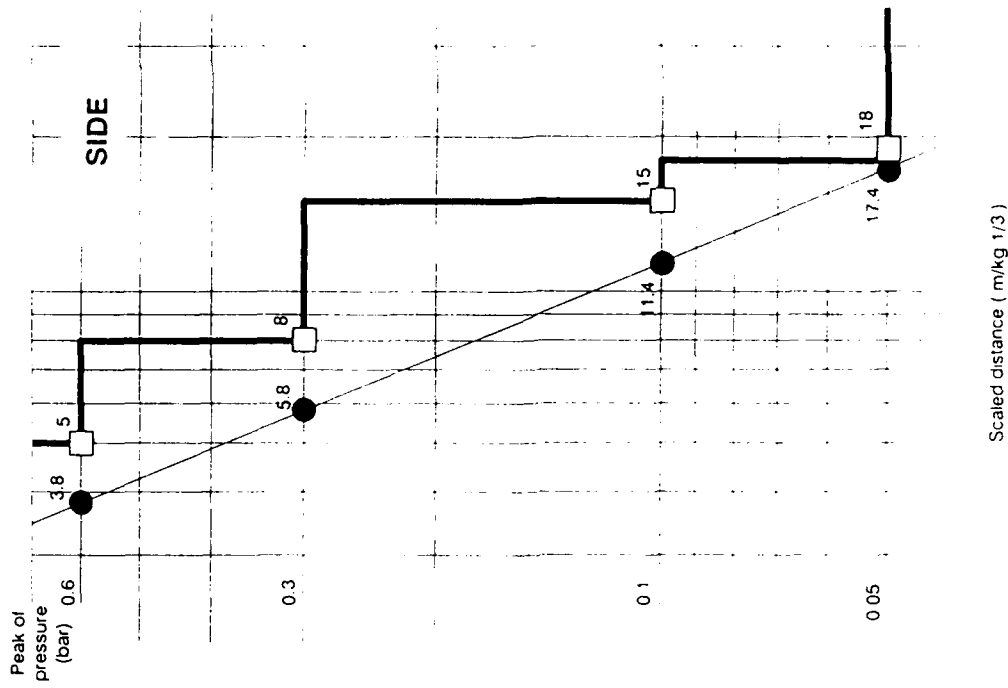 Peak of
pressure
(bar)
SIDE
0.6
3.8
5
0.3
5.8
8
0 1
11.4
15
0 05
17.4
18
Scaled distance ( m/kg 1/3 )